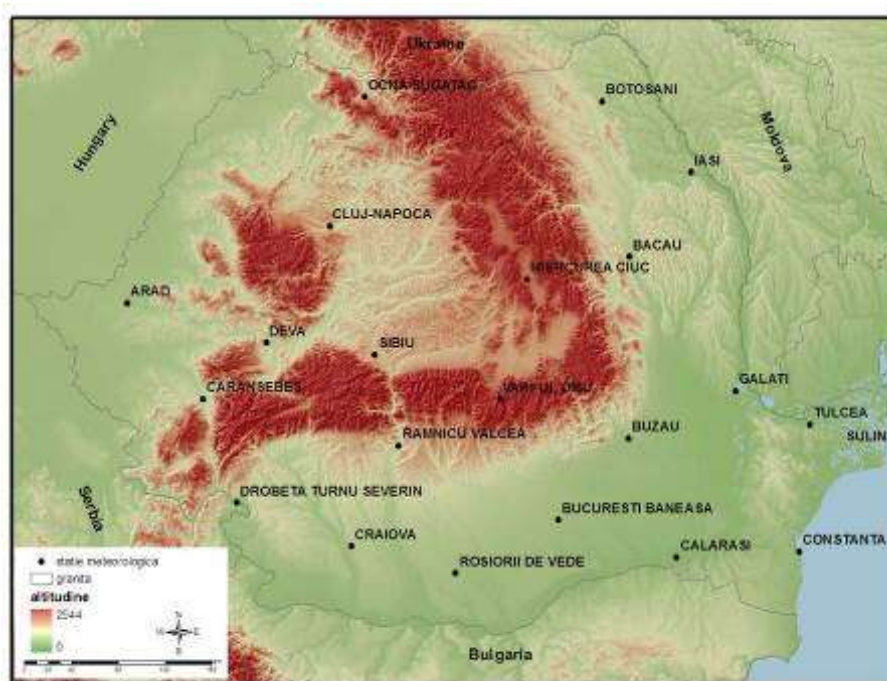 Ukraine
OCNA SUGATAG
BOTOSANI
Hungary
Moldova
IASI
CLUJ-NAPOCA
BACAU
MIERCUREA CIUC
ARAD
DEVA
SIBIU
CARANSEBES
VARFUL OMU
GALATI
TULCEA
SULIN
RAMNICU VALCEA
BUZAU
Serbia
DROBETA TURNU SEVERIN
BUCURESTI BANEASA
CRAIOVA
CALARASI
CONSTANTA
ROSIORII DE VEDE
statie meteorologica
granita
altitudine
2544
0
N
W
E
S
Bulgaria